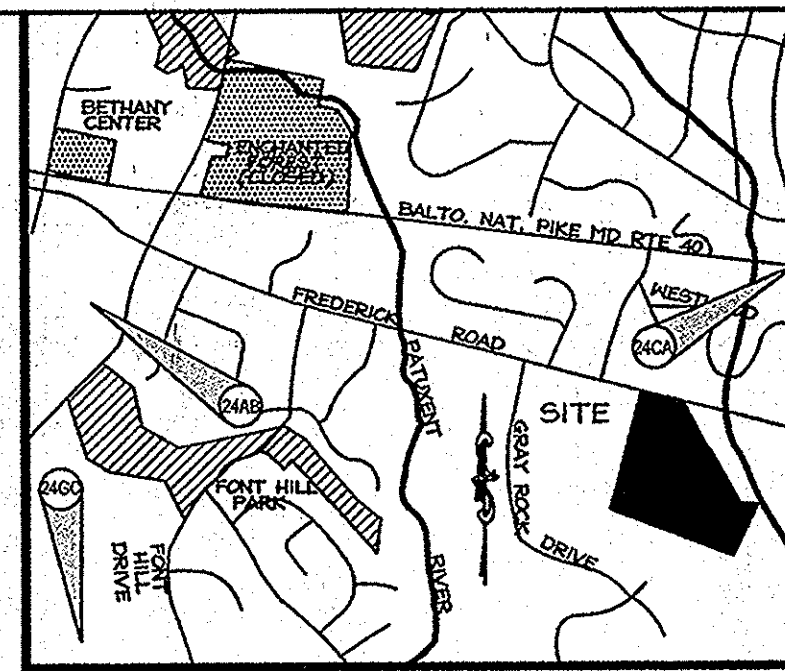 BETHANY
CENTER
ENCHANTED
FOREST
(CLOSED)
BALTO. NAT. PIKE MD RTE 40
FREDERICK
ROAD
24CA
PATUXENT
RIVER
24AB
SITE
GRAY ROCK
DRIVE
24GC
FONT HILL
PARK
FONT
HILL
DRIVE